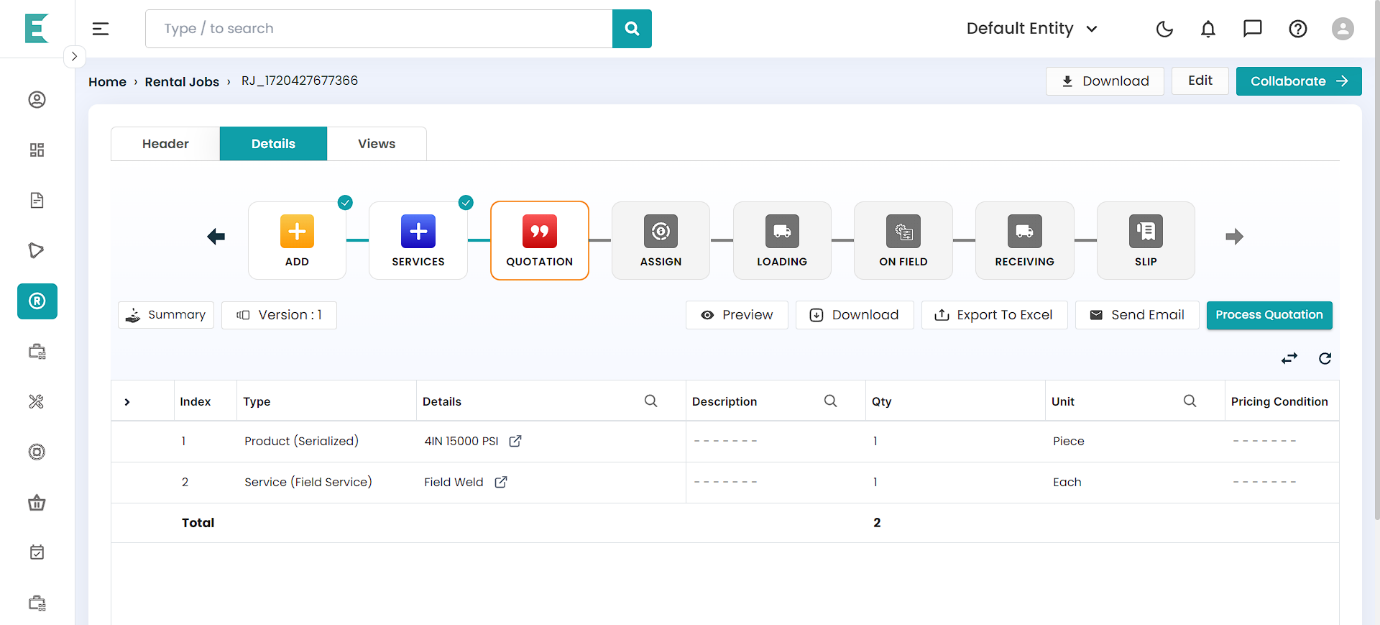 Type / to search
Default Entity
Home › Rental Jobs › RJ_1720427677366
Download
Edit
Collaborate
Header
Details
Views
ADD
SERVICES
QUOTATION
ASSIGN
LOADING
ON FIELD
RECEIVING
SLIP
Summary
Version : 1
Preview
Download
Export To Excel
Send Email
Process Quotation
Index Type Details Description Qty Unit Pricing Condition
1 Product (Serialized) 4IN 15000 PSI ------- 1 Piece -------
2 Service (Field Service) Field Weld ------- 1 Each -------
Total 2